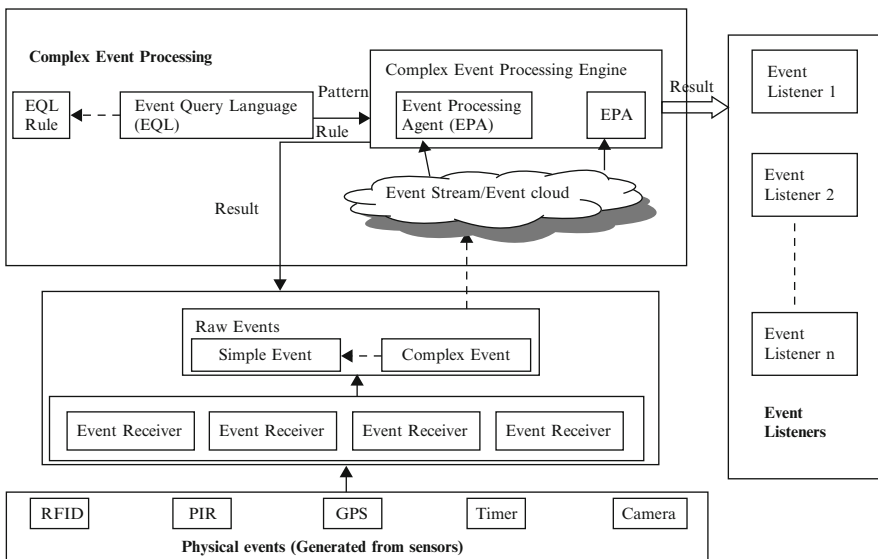 Complex Event Processing
EQL
Rule
Event Query Language
(EQL)
Pattern
Rule
Complex Event Processing Engine
Event Processing
Agent (EPA)
EPA
Result
Event Stream/Event cloud
Result
Raw Events
Simple Event
Complex Event
Event Receiver
Event Receiver
Event Receiver
Event Receiver
RFID
PIR
GPS
Timer
Camera
Physical events (Generated from sensors)
Event
Listener 1
Event
Listener 2
Event
Listener n
Event
Listeners